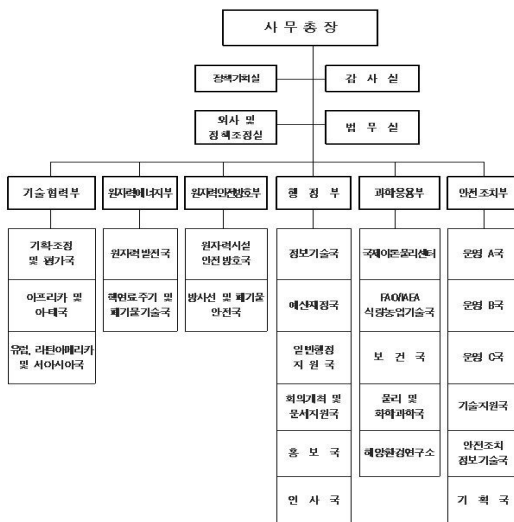 사 무 총 장
정책기획실
감 사 실
외사 및
정책조정실
법 무 실
기술협력부
원자력에너지부
원자력안전방호부
행 정 부
과학응용부
안전조치부
기획·조정
및 평가국
원자력발전국
원자력시설
안전방호국
정보기술국
국제이론물리센터
운영 A국
아프리카 및
아·태국
핵연료주기 및
폐기물기술국
방사선 및 폐기물
안전국
예산재정국
FAO/IAEA
식량농업기술국
운영 B국
유럽, 라틴아메리카
및 서아시아국
일반행정
지 원 국
보 건 국
운영 C국
회의개최 및
문서지원국
물리 및
화학과학국
기술지원국
홍 보 국
해양환경연구소
안전조치
정보기술국
인 사 국
기 획 국